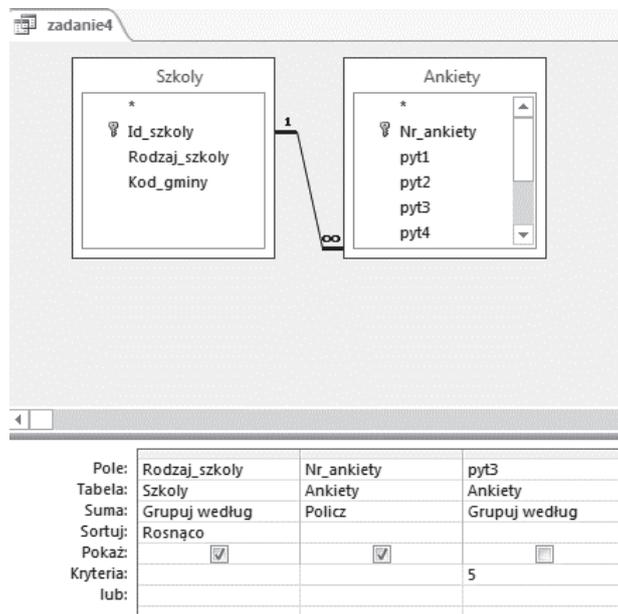 zadanie4
Szkoly
*
Id_szkoly
Rodzaj_szkoly
Kod_gminy
1
∞
Ankiety
*
Nr_ankiety
pyt1
pyt2
pyt3
pyt4
Pole: Rodzaj_szkoly Nr_ankiety pyt3
Tabela: Szkoly Ankiety Ankiety
Suma: Grupuj według Policz Grupuj według
Sortuj: Rosnąco
Pokaż:
Kryteria: 5
lub: